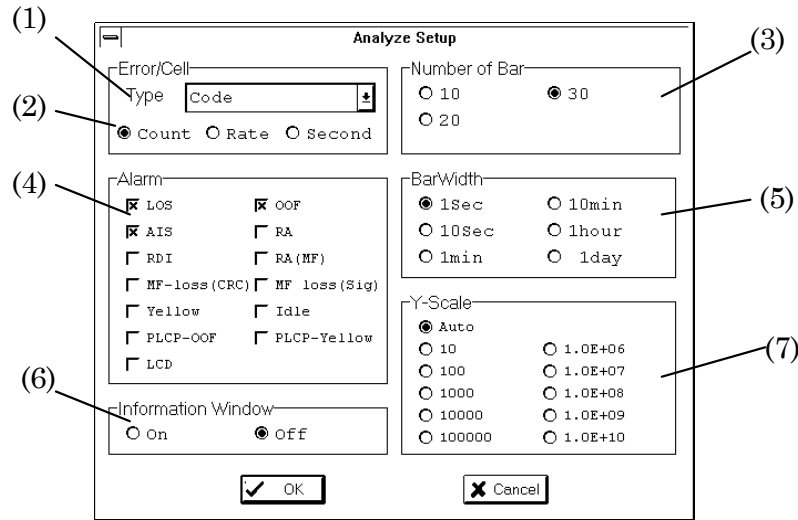 (1)
Analyze Setup
(3)
Error/Cell
Type Code
(2)
Count Rate Second
Number of Bar
10 30
20
(4)
Alarm
LOS OOF
AIS RA
RDI RA(MF)
MF-loss(CRC) MF loss(Sig)
Yellow Idle
PLCP-OOF PLCP-Yellow
LCD
BarWidth
(5)
1Sec 10min
10Sec 1hour
1min 1day
Y-Scale
Auto
10 1.0E+06
100 1.0E+07
1000 1.0E+08
10000 1.0E+09
100000 1.0E+10
(7)
(6)
Information Window
On Off
OK Cancel